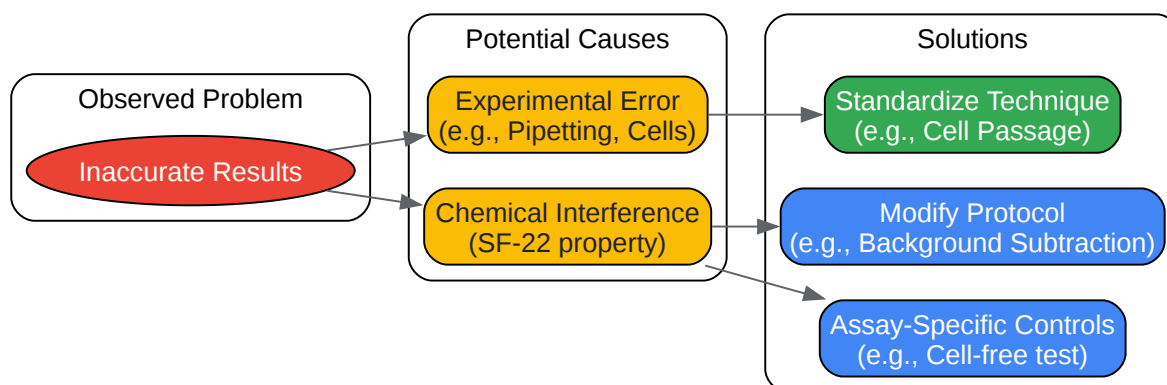 Observed Problem
Inaccurate Results
Potential Causes
Experimental Error
(e.g., Pipetting, Cells)
Chemical Interference
(SF-22 property)
Solutions
Standardize Technique
(e.g., Cell Passage)
Modify Protocol
(e.g., Background Subtraction)
Assay-Specific Controls
(e.g., Cell-free test)